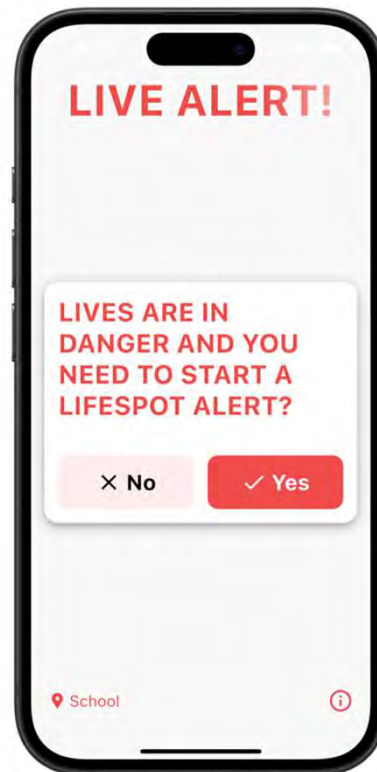 LIVE ALERT!
LIVES ARE IN
DANGER AND YOU
NEED TO START A
LIFESPOT ALERT?
No
Yes
School